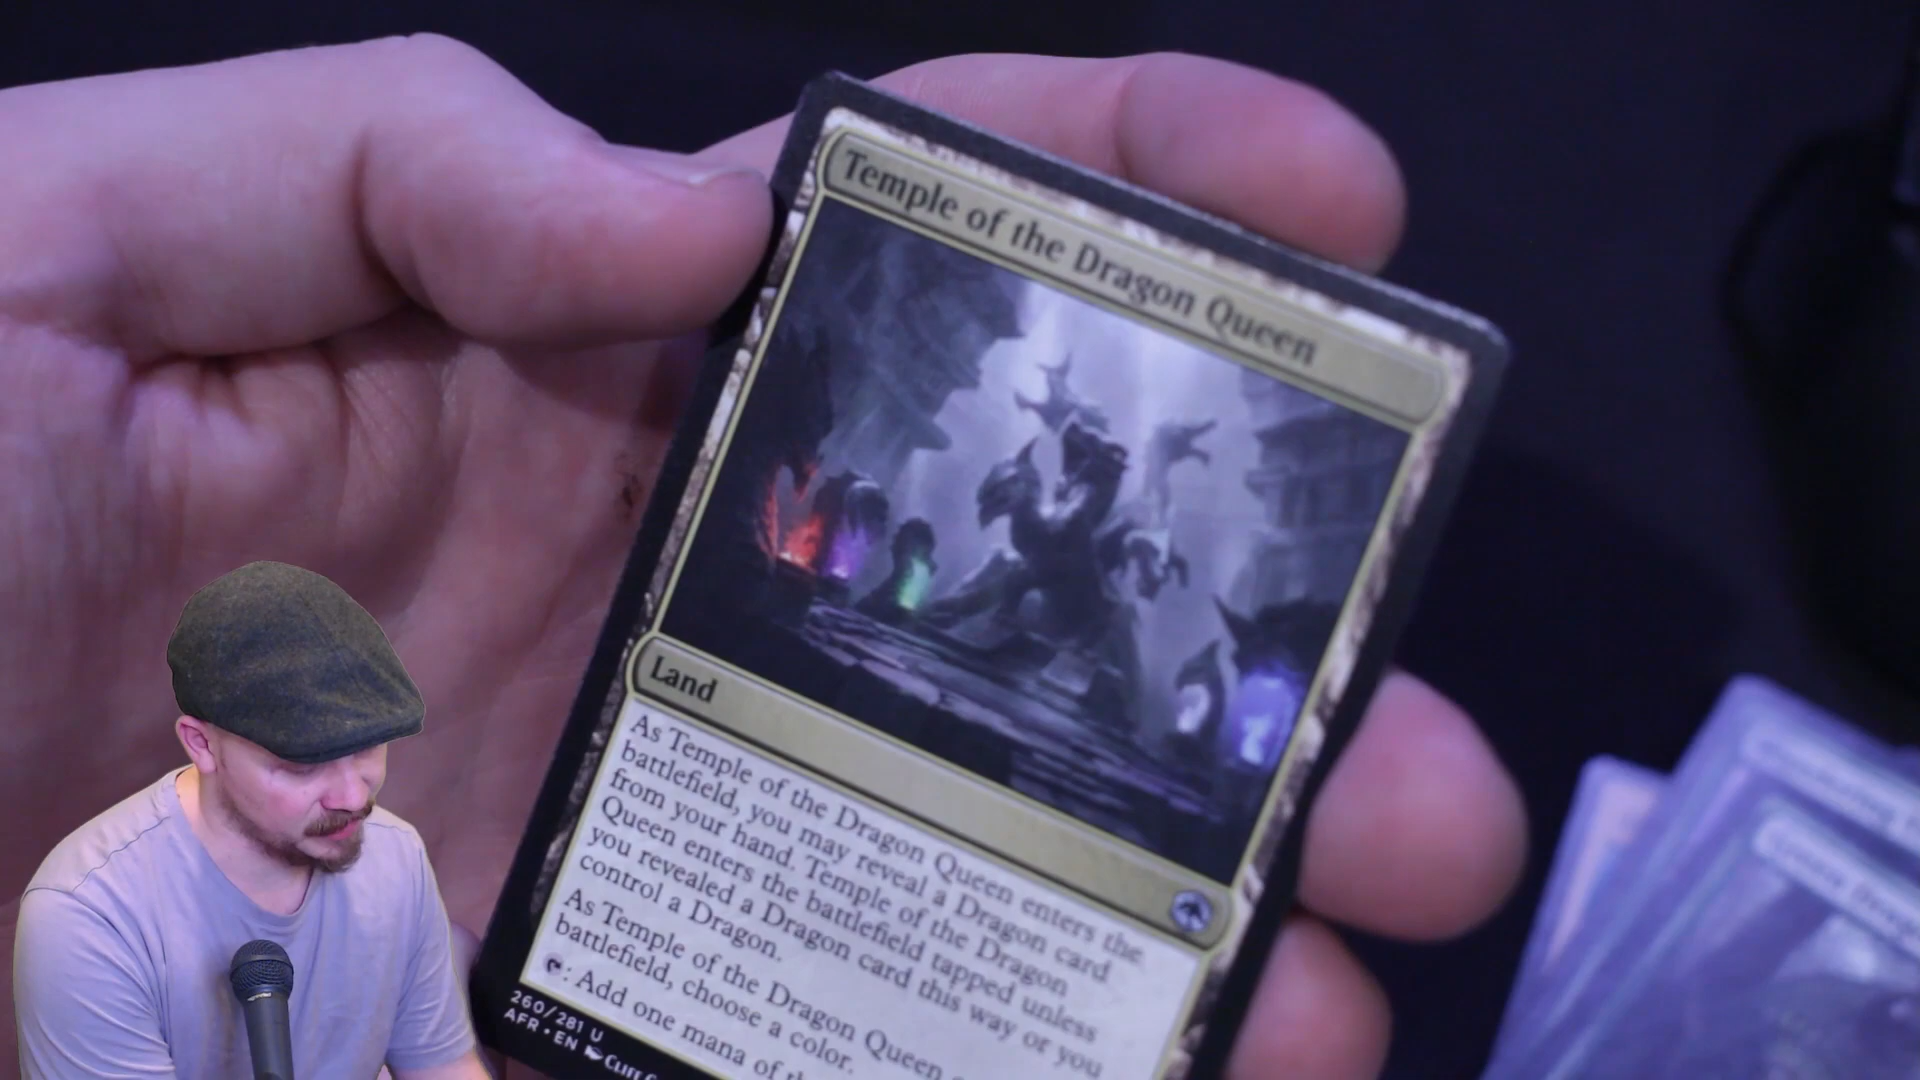 Temple of the Dragon Queen
Land
As Temple of the Dragon Queen enters the
battlefield, you may reveal a Dragon card
from your hand. Temple of the Dragon
Queen enters the battlefield tapped unless
you revealed a Dragon card this way or you
control a Dragon.
As Temple of the Dragon Queen
battlefield, choose a color.
: Add one mana of
260/281 U
AFR • EN